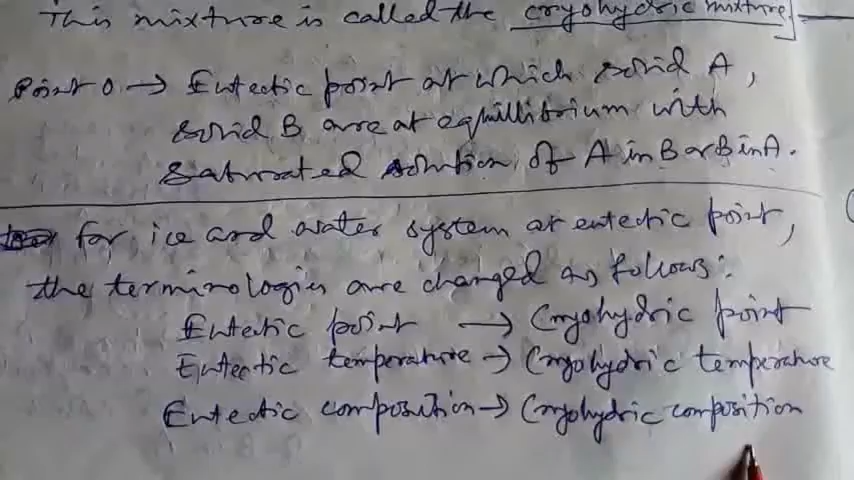 This mixture is called the cryohydric mixture]
Point O → Eutectic point at which solid A,
solid B are at equillibrium with
saturated solution, of A in B or B in A.
for ice and water system at eutectic point,
the terminologies are changed as follows:
Eutectic point → Cryohydric point
Eutectic temperature → Cryohydric temperature
Eutectic composition → Cryohydric composition